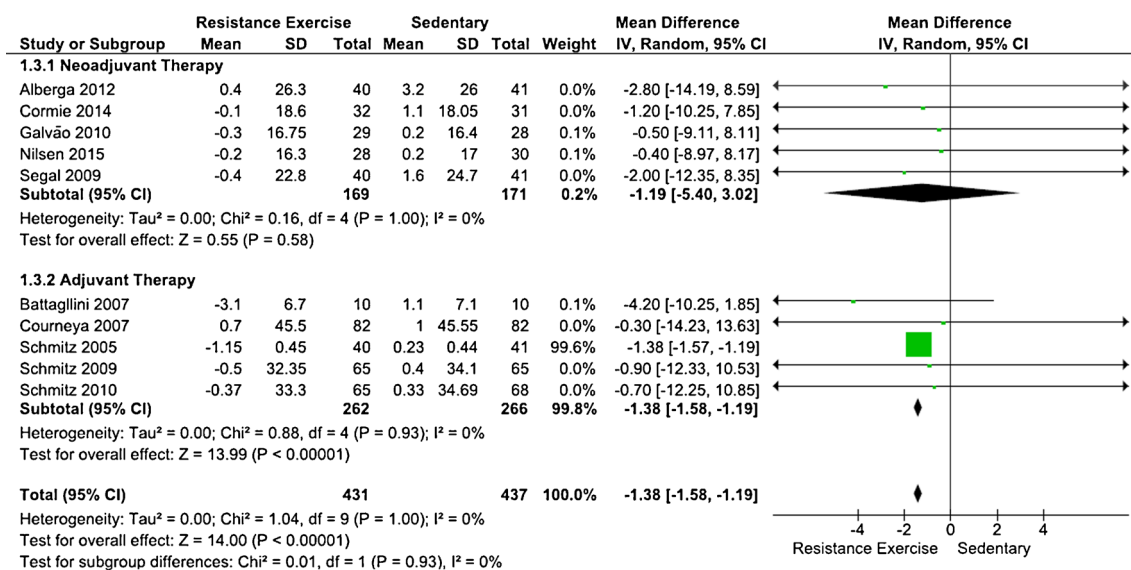 Resistance Exercise Sedentary Mean Difference Mean Difference
Study or Subgroup Mean SD Total Mean SD Total Weight IV, Random, 95% CI IV, Random, 95% CI
1.3.1 Neoadjuvant Therapy
Alberga 2012 0.4 26.3 40 3.2 26 41 0.0% -2.80 [-14.19, 8.59]
Cormie 2014 -0.1 18.6 32 1.1 18.05 31 0.0% -1.20 [-10.25, 7.85]
Galvão 2010 -0.3 16.75 29 0.2 16.4 28 0.1% -0.50 [-9.11, 8.11]
Nilsen 2015 -0.2 16.3 28 0.2 17 30 0.1% -0.40 [-8.97, 8.17]
Segal 2009 -0.4 22.8 40 1.6 24.7 41 0.0% -2.00 [-12.35, 8.35]
Subtotal (95% CI) 169 171 0.2% -1.19 [-5.40, 3.02]
Heterogeneity: Tau² = 0.00; Chi² = 0.16, df = 4 (P = 1.00); I² = 0%
Test for overall effect: Z = 0.55 (P = 0.58)
1.3.2 Adjuvant Therapy
Battagllini 2007 -3.1 6.7 10 1.1 7.1 10 0.1% -4.20 [-10.25, 1.85]
Courneya 2007 0.7 45.5 82 1 45.55 82 0.0% -0.30 [-14.23, 13.63]
Schmitz 2005 -1.15 0.45 40 0.23 0.44 41 99.6% -1.38 [-1.57, -1.19]
Schmitz 2009 -0.5 32.35 65 0.4 34.1 65 0.0% -0.90 [-12.33, 10.53]
Schmitz 2010 -0.37 33.3 65 0.33 34.69 68 0.0% -0.70 [-12.25, 10.85]
Subtotal (95% CI) 262 266 99.8% -1.38 [-1.58, -1.19]
Heterogeneity: Tau² = 0.00; Chi² = 0.88, df = 4 (P = 0.93); I² = 0%
Test for overall effect: Z = 13.99 (P < 0.00001)
Total (95% CI) 431 437 100.0% -1.38 [-1.58, -1.19]
Heterogeneity: Tau² = 0.00; Chi² = 1.04, df = 9 (P = 1.00); I² = 0%
Test for overall effect: Z = 14.00 (P < 0.00001)
Test for subgroup differences: Chi² = 0.01, df = 1 (P = 0.93), I² = 0%
-4 -2 0 2 4
Resistance Exercise Sedentary